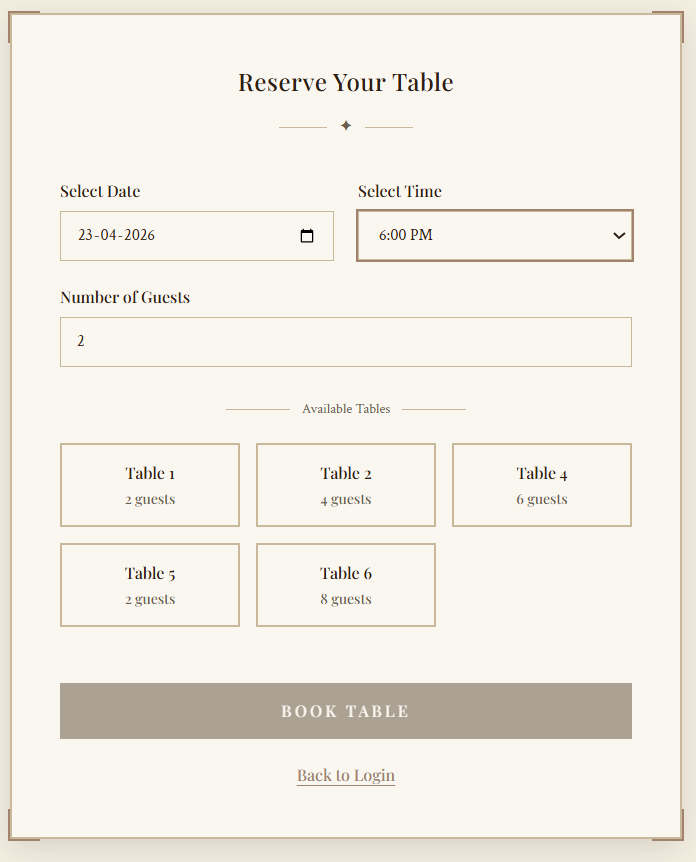 Reserve Your Table
Select Date Select Time
23-04-2026 6:00 PM
Number of Guests
2
Available Tables
Table 1 Table 2 Table 4
2 guests 4 guests 6 guests
Table 5 Table 6
2 guests 8 guests
BOOK TABLE
Back to Login